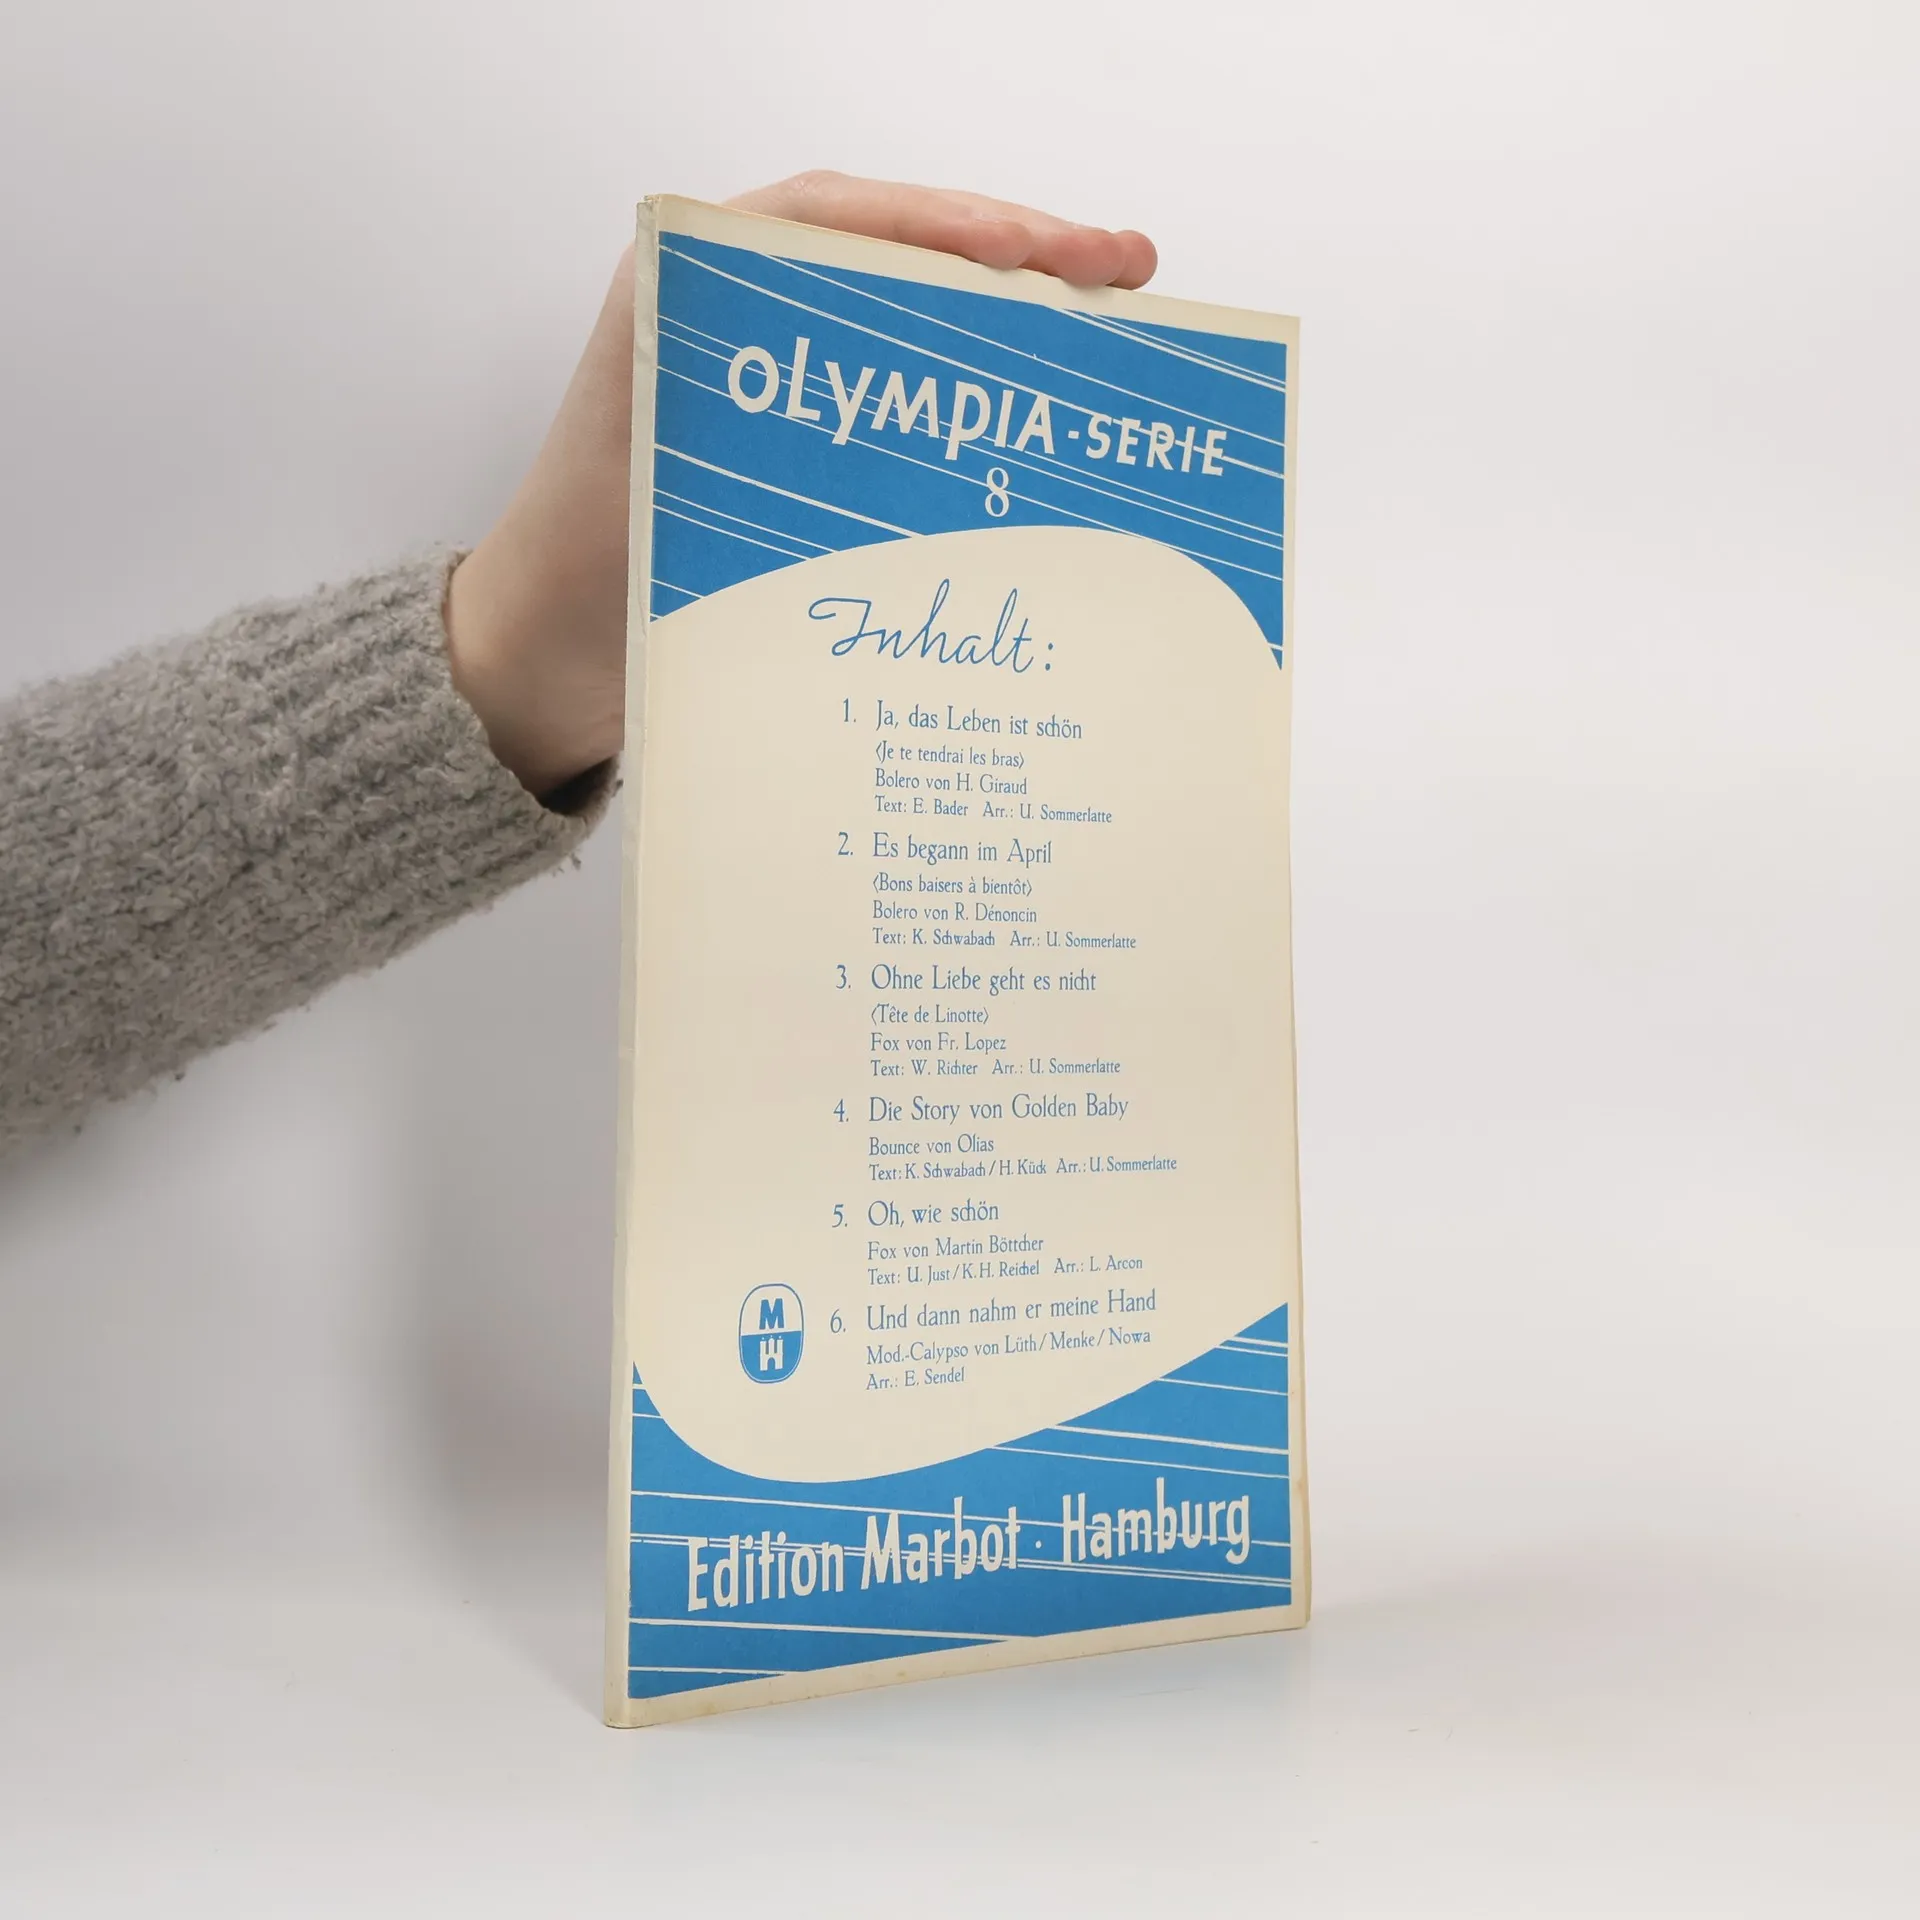 OLYMPIA-SERIE
8
Inhalt:
1. Ja, das Leben ist schön
(Je te tendrai les bras)
Bolero von H. Giraud
Text: E. Bader Arr.: U. Sommerlatte
2. Es begann im April
(Bons baisers à bientôt)
Bolero von R. Dénoncin
Text: K. Schwabach Arr.: U. Sommerlatte
3. Ohne Liebe geht es nicht
(Tête de Linotte)
Fox von Fr. Lopez
Text: W. Richter Arr.: U. Sommerlatte
4. Die Story von Golden Baby
Bounce von Olias
Text: K. Schwabach / H. Kück Arr.: U. Sommerlatte
5. Oh, wie schön
Fox von Martin Böttcher
Text: U. Just / K. H. Reichel Arr.: L. Arcon
6. Und dann nahm er meine Hand
Mod.-Calypso von Lüth / Menke / Nowa
Arr.: E. Sendel
M
Edition Marbot · Hamburg